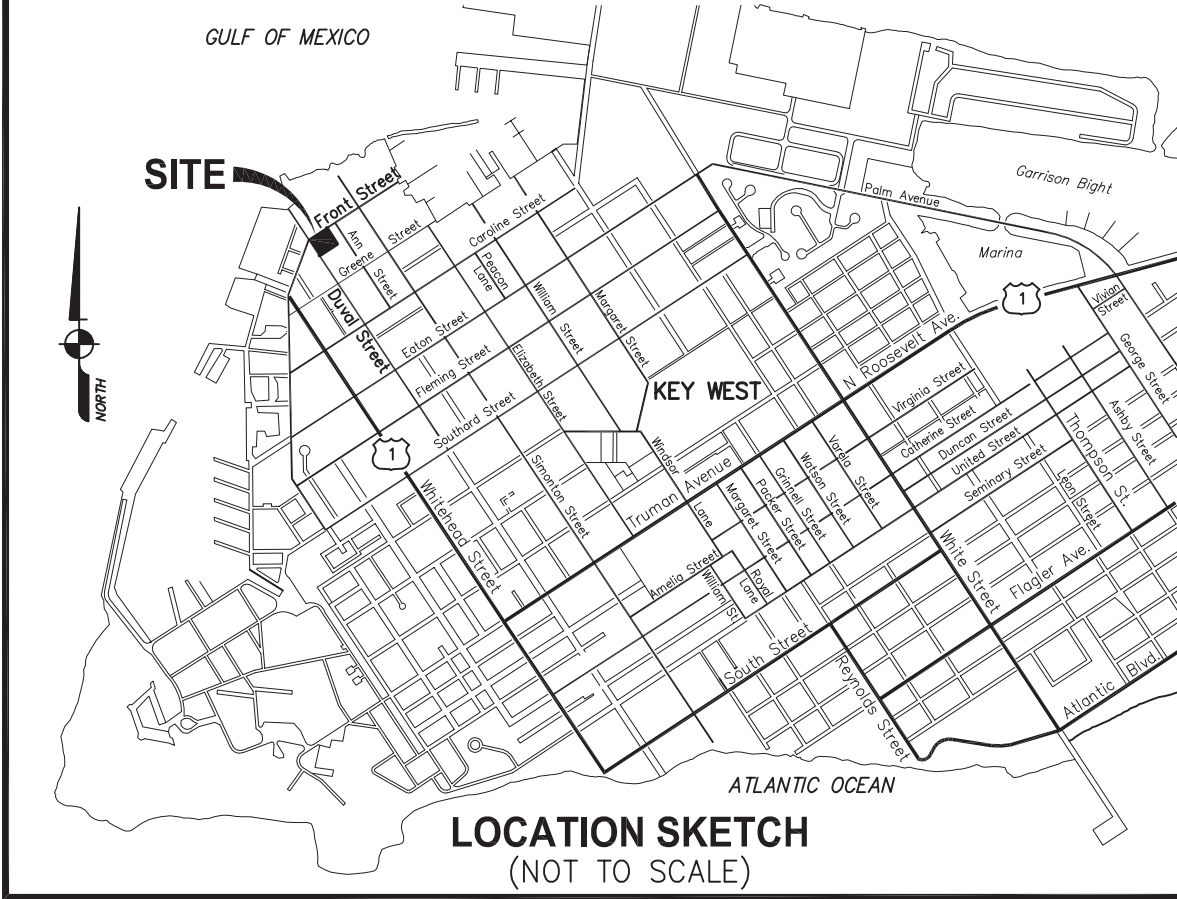 GULF OF MEXICO
SITE
Front Street
Ann
Street
Greene
Street
Caroline Street
Peacon
Lane
William
Street
Margaret Street
Duval Street
Eaton Street
Fleming Street
Elizabeth Street
Southard Street
Simonton Street
1
Whitehead Street
NORTH
KEY WEST
Palm Avenue
Garrison Bight
Marina
1
N Roosevelt Ave.
Vivian
Street
George Street
Virginia Street
Catherine Street
Duncan Street
United Street
Seminary Street
Ashby Street
Thompson St.
Leon Street
Windsor
Lane
Truman Avenue
Margaret Street
Packer Street
Grinnell Street
Watson Street
Varela Street
Amelia Street
William St.
Royal
Lane
White Street
Flagler Ave.
South Street
Reynolds Street
Atlantic Blvd.
ATLANTIC OCEAN
LOCATION SKETCH
(NOT TO SCALE)